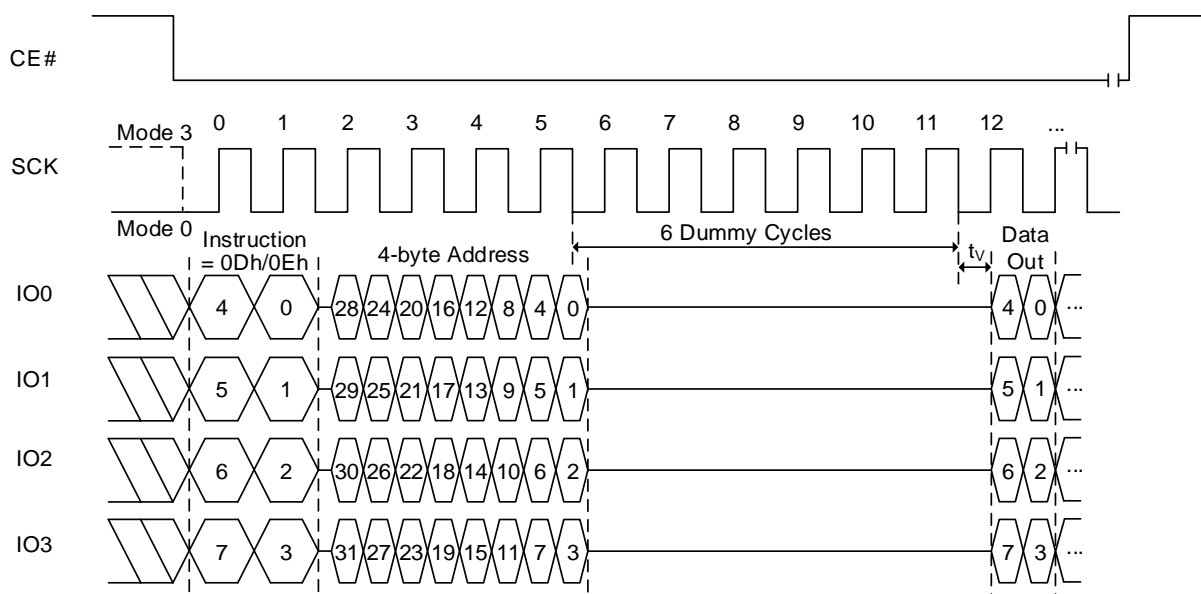 CE#
0 1 2 3 4 5 6 7 8 9 10 11 12 ...
Mode 3
SCK
Mode 0
Instruction
= 0Dh/0Eh
4-byte Address
6 Dummy Cycles
tV
Data
Out
IO0 4 0 28 24 20 16 12 8 4 0 4 0 ...
IO1 5 1 29 25 21 17 13 9 5 1 5 1 ...
IO2 6 2 30 26 22 18 14 10 6 2 6 2 ...
IO3 7 3 31 27 23 19 15 11 7 3 7 3 ...